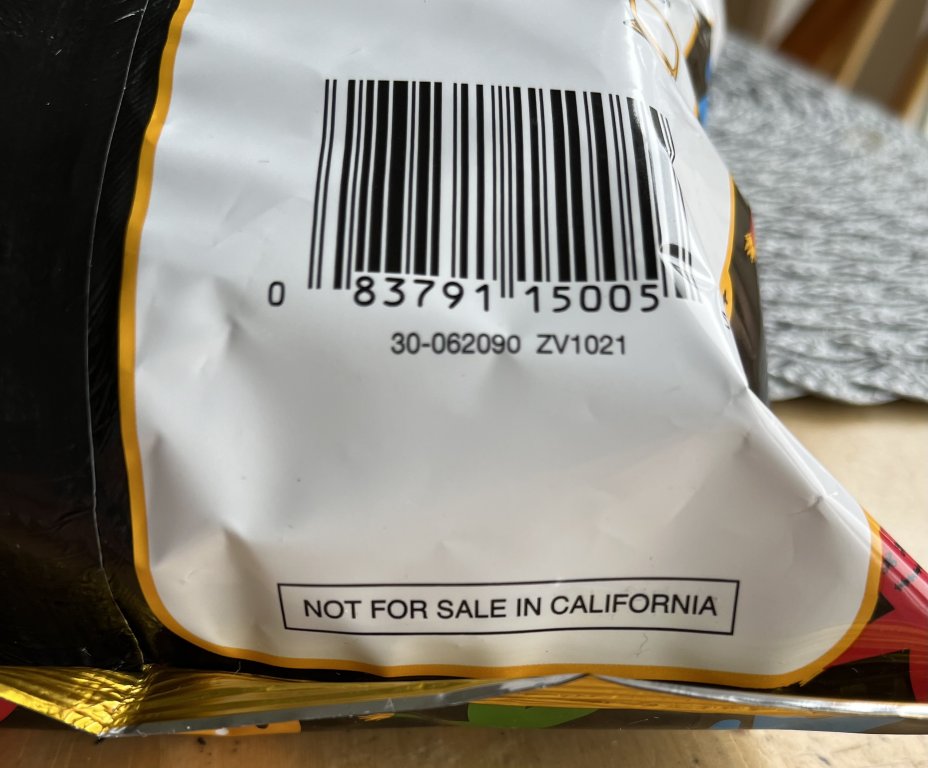 0 83791 15005
30-062090 ZV1021
NOT FOR SALE IN CALIFORNIA